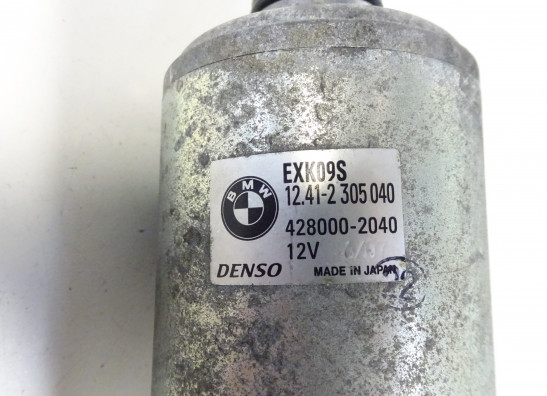 EXK09S
BMW
12.41-2 305 040
428000-2040
12V
DENSO MADE IN JAPAN